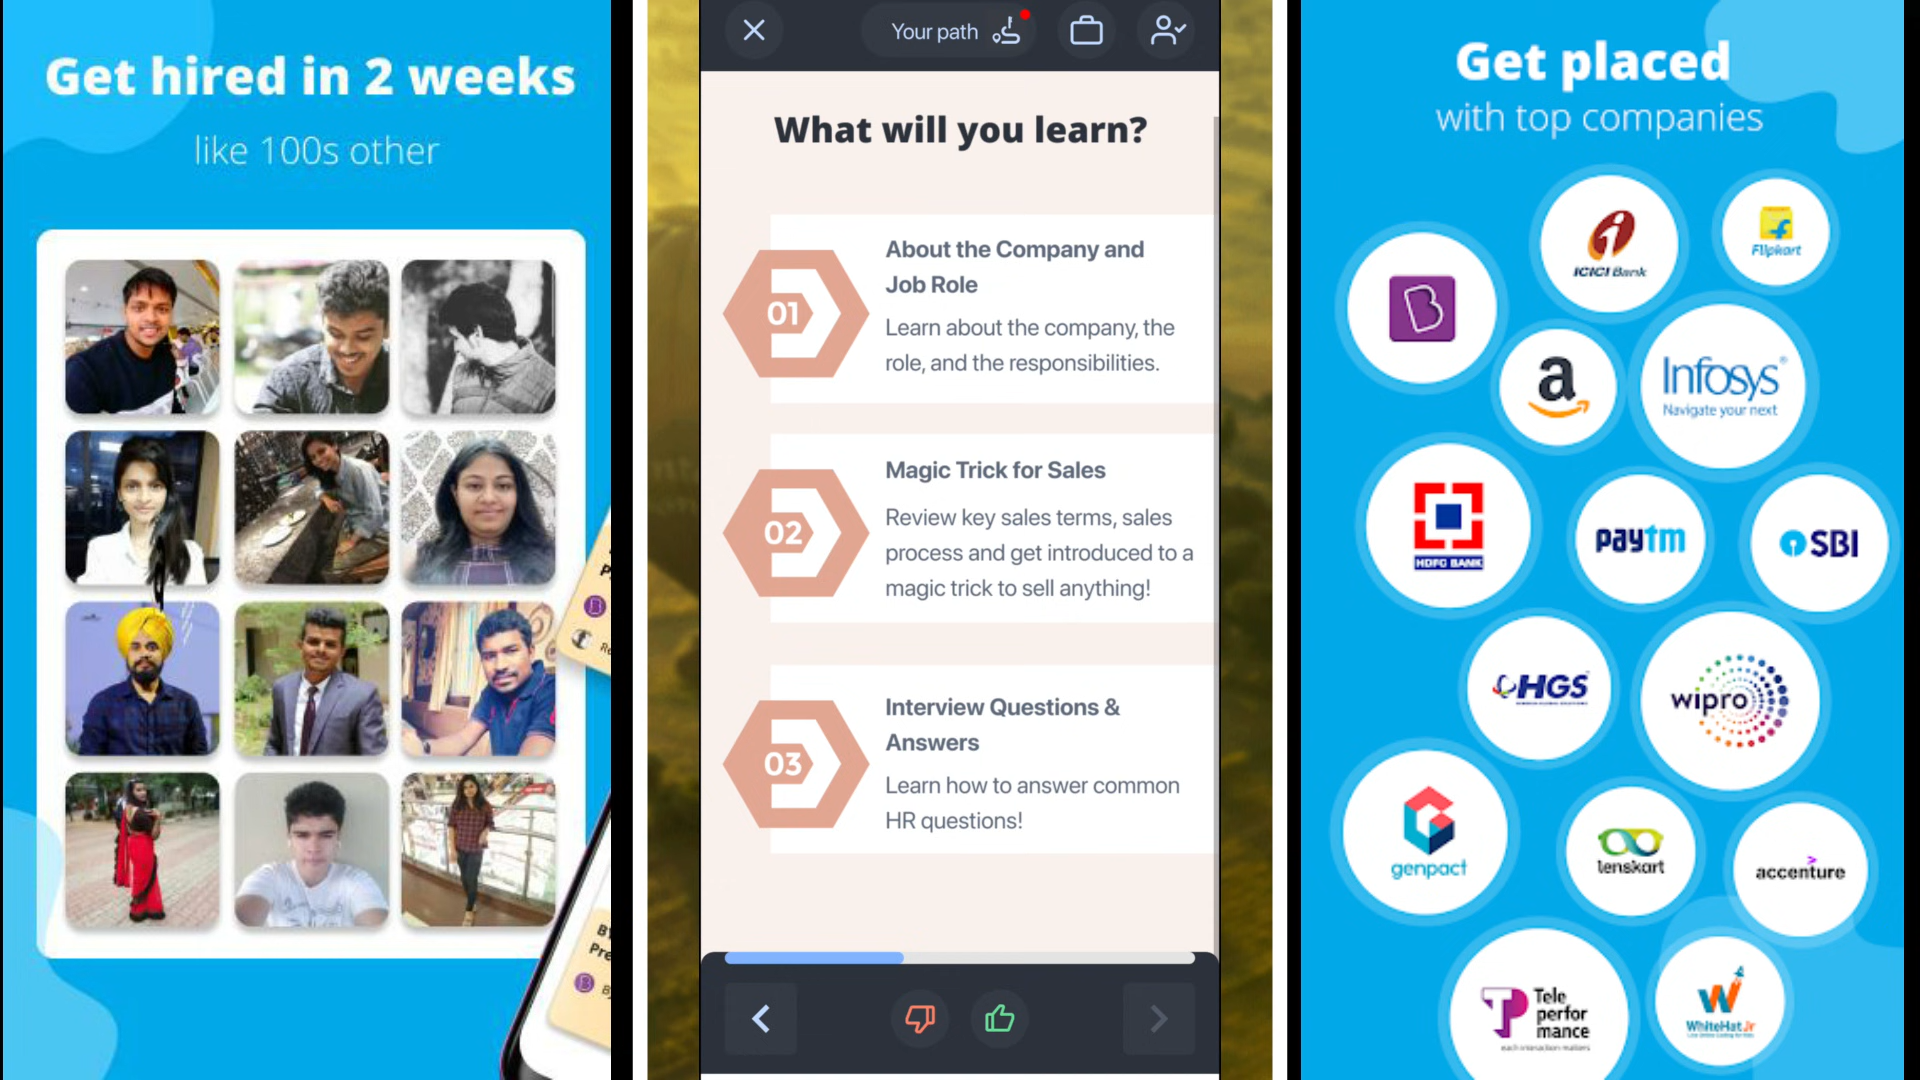 Get hired in 2 weeks
like 100s other
Your path
What will you learn?
01
About the Company and
Job Role
Learn about the company, the
role, and the responsibilities.
02
Magic Trick for Sales
Review key sales terms, sales
process and get introduced to a
magic trick to sell anything!
03
Interview Questions &
Answers
Learn how to answer common
HR questions!
Get placed
with top companies
ICICI Bank
Flipkart
B
a
Infosys
Navigate your next
HDFC BANK
paytm
SBI
HGS
wipro
genpact
lenskart
accenture
Tele
perfor
mance
each interaction matters
WhiteHat Jr